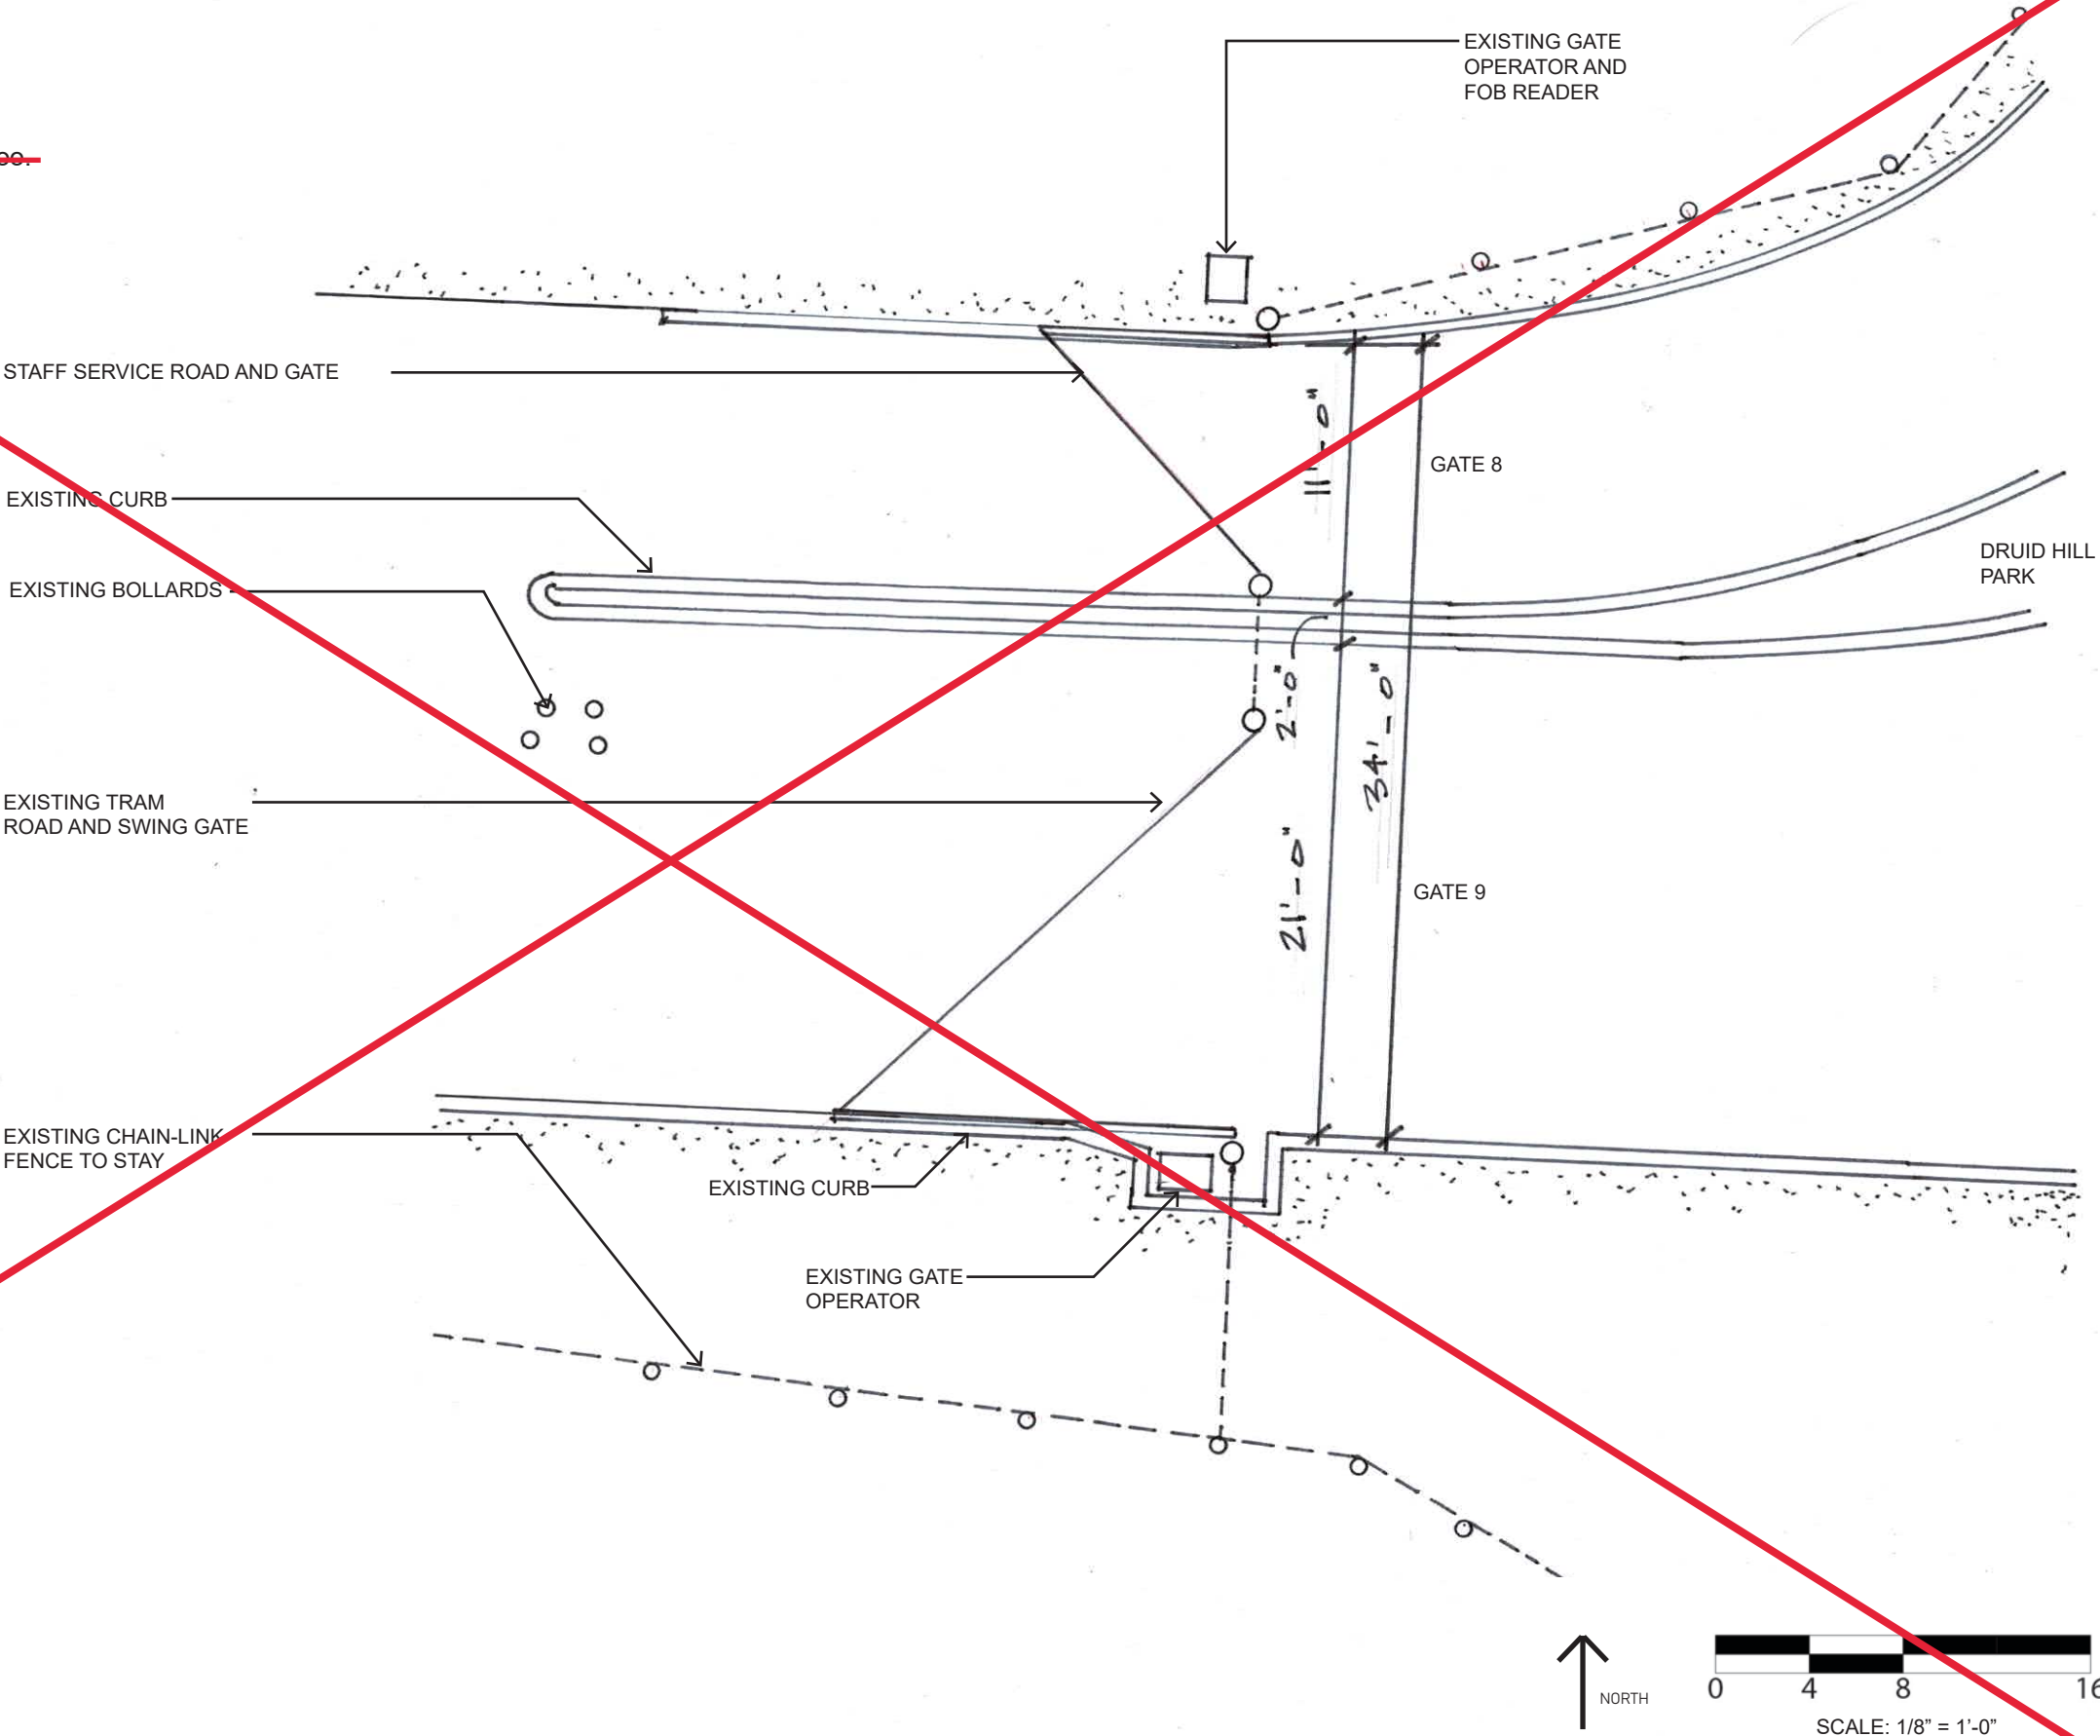 EXISTING GATE
OPERATOR AND
FOB READER
STAFF SERVICE ROAD AND GATE
11'-0"
GATE 8
EXISTING CURB
DRUID HILL
PARK
EXISTING BOLLARDS
2'-0"
34'-0"
EXISTING TRAM
ROAD AND SWING GATE
21'-0"
GATE 9
EXISTING CHAIN-LINK
FENCE TO STAY
EXISTING CURB
EXISTING GATE
OPERATOR
NORTH
0 4 8 16
SCALE: 1/8” = 1’-0”